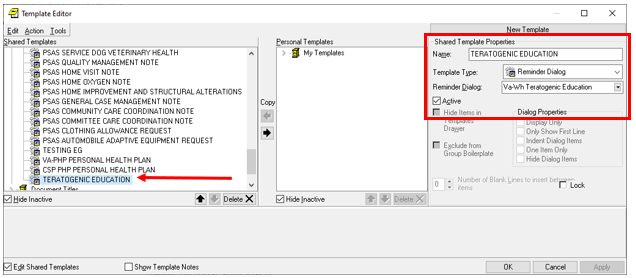 Template Editor
Edit Action Tools
New Template
Shared Templates
PSAS SERVICE DOG VETERINARY HEALTH
PSAS QUALITY MANAGEMENT NOTE
PSAS HOME VISIT NOTE
PSAS HOME OXYGEN NOTE
PSAS HOME IMPROVEMENT AND STRUCTURAL ALTERATIONS
PSAS GENERAL CASE MANAGEMENT NOTE
PSAS COMMUNITY CARE COORDINATION NOTE
PSAS COMMITTEE CARE COORDINATION NOTE
PSAS CLOTHING ALLOWANCE REQUEST
PSAS AUTOMOBILE ADAPTIVE EQUIPMENT REQUEST
TESTING EG
VA-PHP PERSONAL HEALTH PLAN
CSP PHP PERSONAL HEALTH PLAN
TERATOGENIC EDUCATION
Document Titles
Hide Inactive
Delete
Copy
Personal Templates
My Templates
Hide Inactive
Delete
Shared Template Properties
Name: TERATOGENIC EDUCATION
Template Type: Reminder Dialog
Reminder Dialog: Va-Wh Teratogenic Education
Active
Hide Items in
Templates
Drawer
Exclude from
Group Boilerplate
Dialog Properties
Display Only
Only Show First Line
Indent Dialog Items
One Item Only
Hide Dialog Items
0 Number of Blank Lines to insert between
items
Lock
Edit Shared Templates
Show Template Notes
OK Cancel Apply